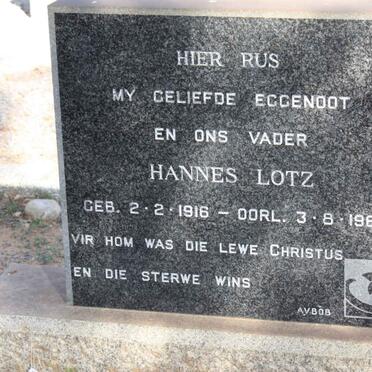 HIER RUS
MY GELIEFDE EGGENOOT
EN ONS VADER
HANNES LOTZ
GEB. 2-2-1916 - OORL. 3-8-196
VIR HOM WAS DIE LEWE CHRISTUS
EN DIE STERWE WINS
AVBOB